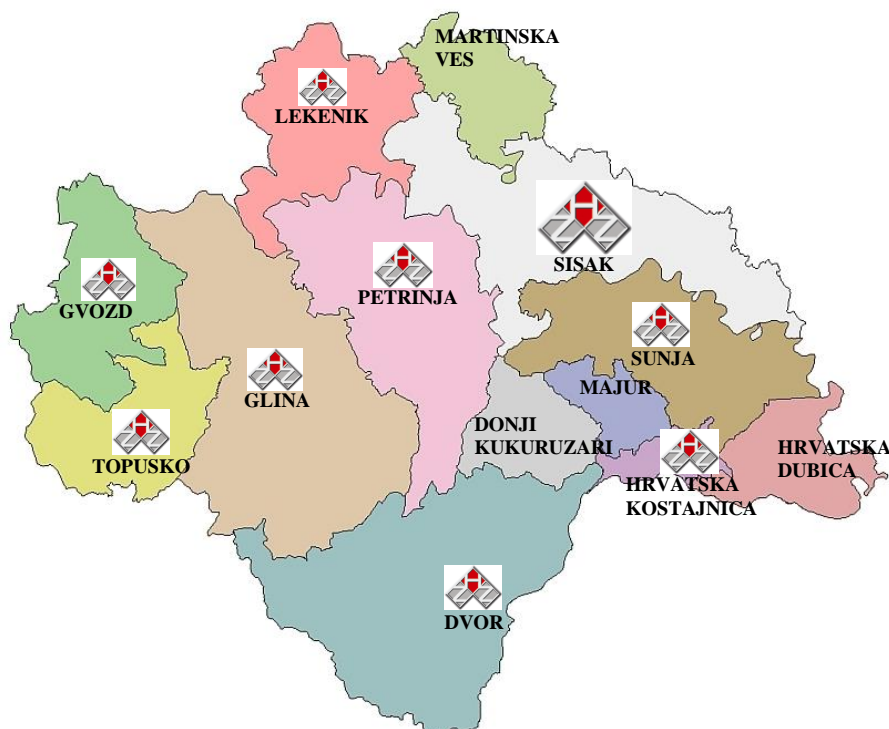 MARTINSKA
VES
LEKENIK
SISAK
PETRINJA
GVOZD
SUNJA
GLINA
MAJUR
DONJI
KUKURUZARI
HRVATSKA
DUBICA
TOPUSKO
HRVATSKA
KOSTAJNICA
DVOR